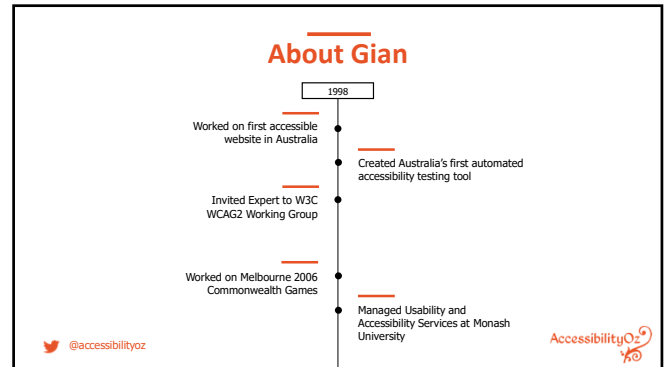 About Gian
1998
Worked on first accessible
website in Australia
Created Australia's first automated
accessibility testing tool
Invited Expert to W3C
WCAG2 Working Group
Worked on Melbourne 2006
Commonwealth Games
Managed Usability and
Accessibility Services at Monash
University
@accessibilityoz
AccessibilityOz